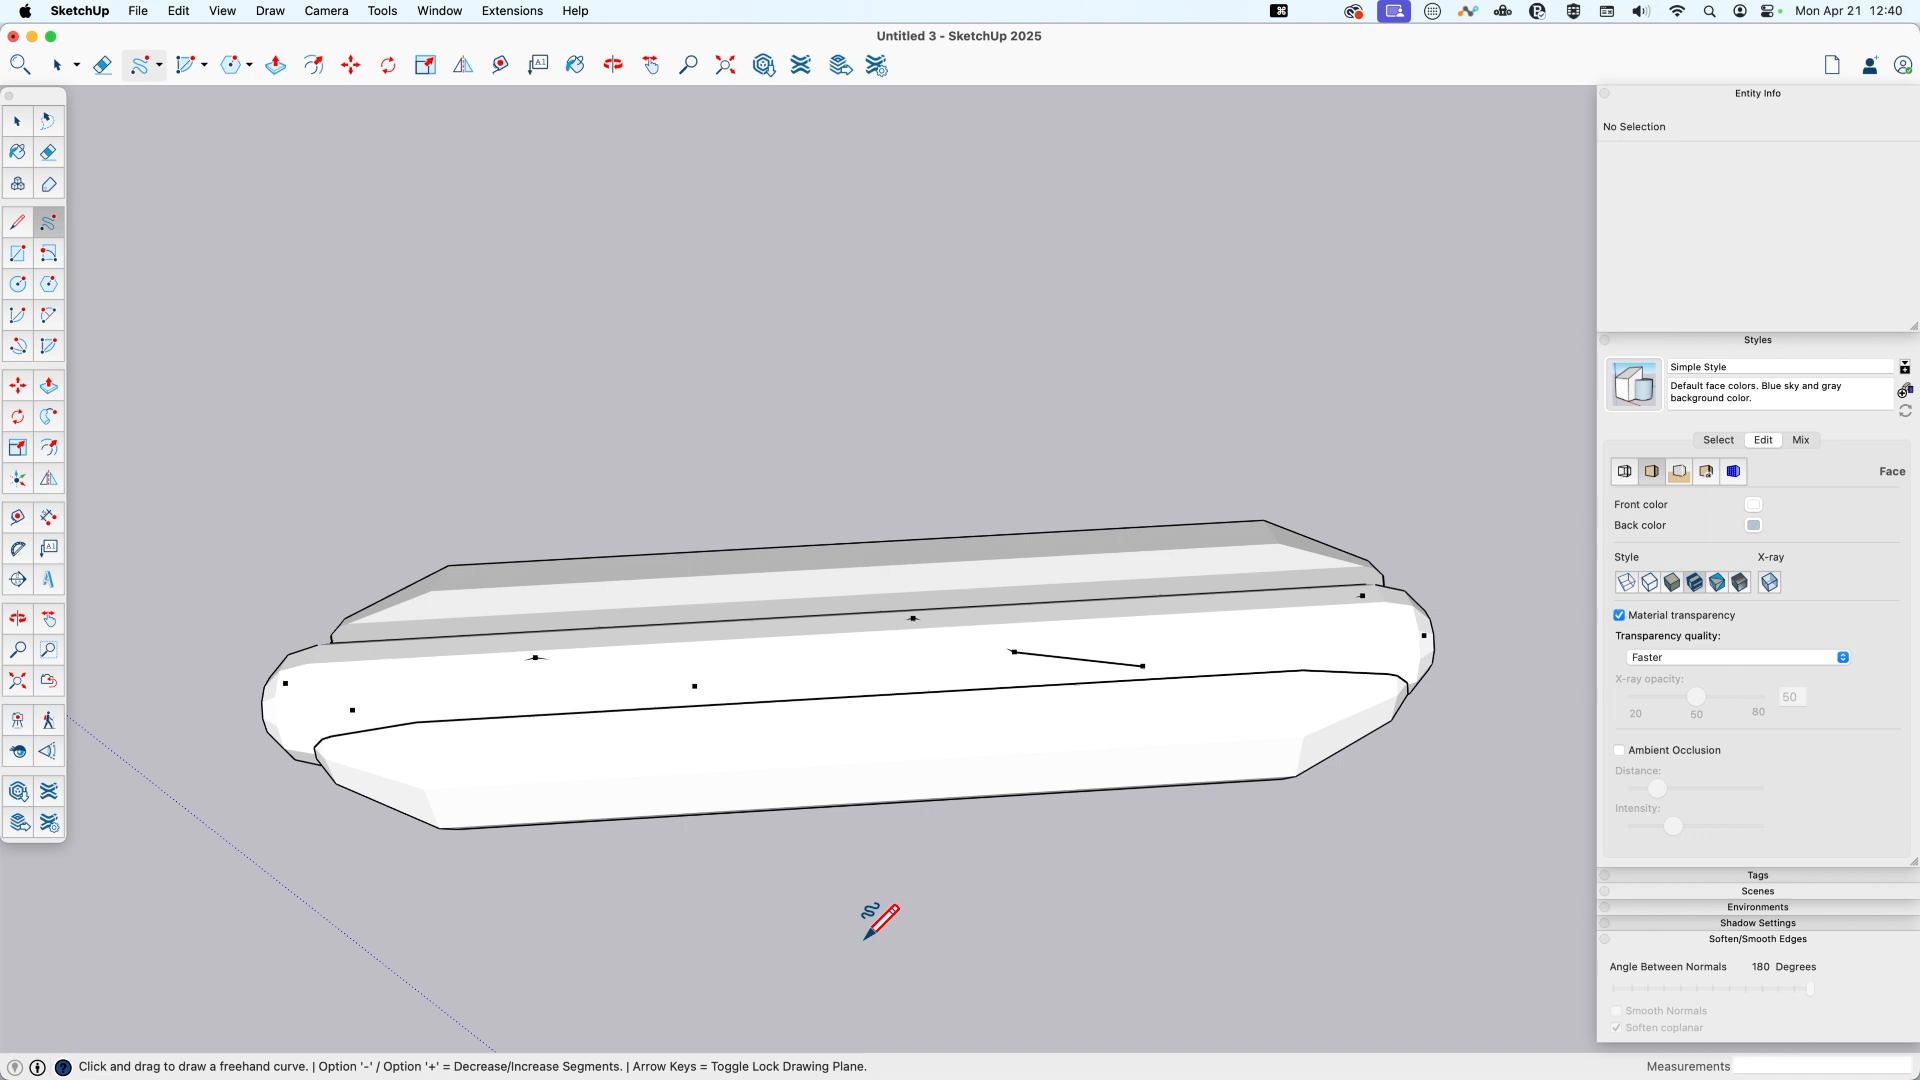 SketchUp File Edit View Draw Camera Tools Window Extensions Help Mon Apr 21 12:40
Untitled 3 - SketchUp 2025
Entity Info
No Selection
Styles
Simple Style
Default face colors. Blue sky and gray
background color.
Select Edit Mix
Face
Front color
Back color
Style X-ray
Material transparency
Transparency quality:
Faster
X-ray opacity:
50
20 50 80
Ambient Occlusion
Distance:
Intensity:
Tags
Scenes
Environments
Shadow Settings
Soften/Smooth Edges
Angle Between Normals 180 Degrees
Smooth Normals
Soften coplanar
Click and drag to draw a freehand curve. | Option '-' / Option '+' = Decrease/Increase Segments. | Arrow Keys = Toggle Lock Drawing Plane. Measurements